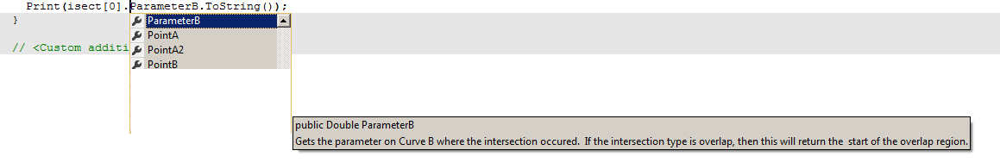 Print(isect[0].ParameterB.ToString());
}
ParameterB
PointA
// <Custom additi
PointA2
PointB
public Double ParameterB
Gets the parameter on Curve B where the intersection occured.  If the intersection type is overlap, then this will return the  start of the overlap region.